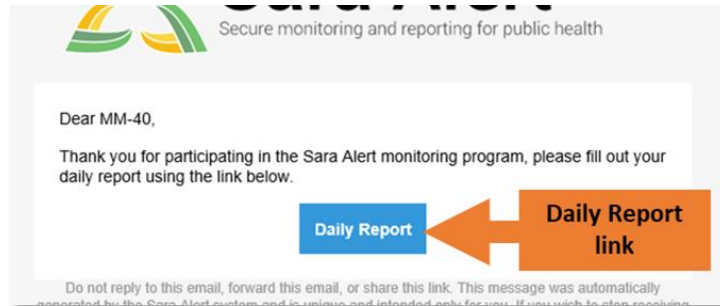 Sara Alert
Secure monitoring and reporting for public health
Dear MM-40,
Thank you for participating in the Sara Alert monitoring program, please fill out your
daily report using the link below.
Daily Report
Daily Report
link
Do not reply to this email, forward this email, or share this link. This message was automatically
generated by the Sara Alert system and is unique and intended only for you. If you wish to stop receiving